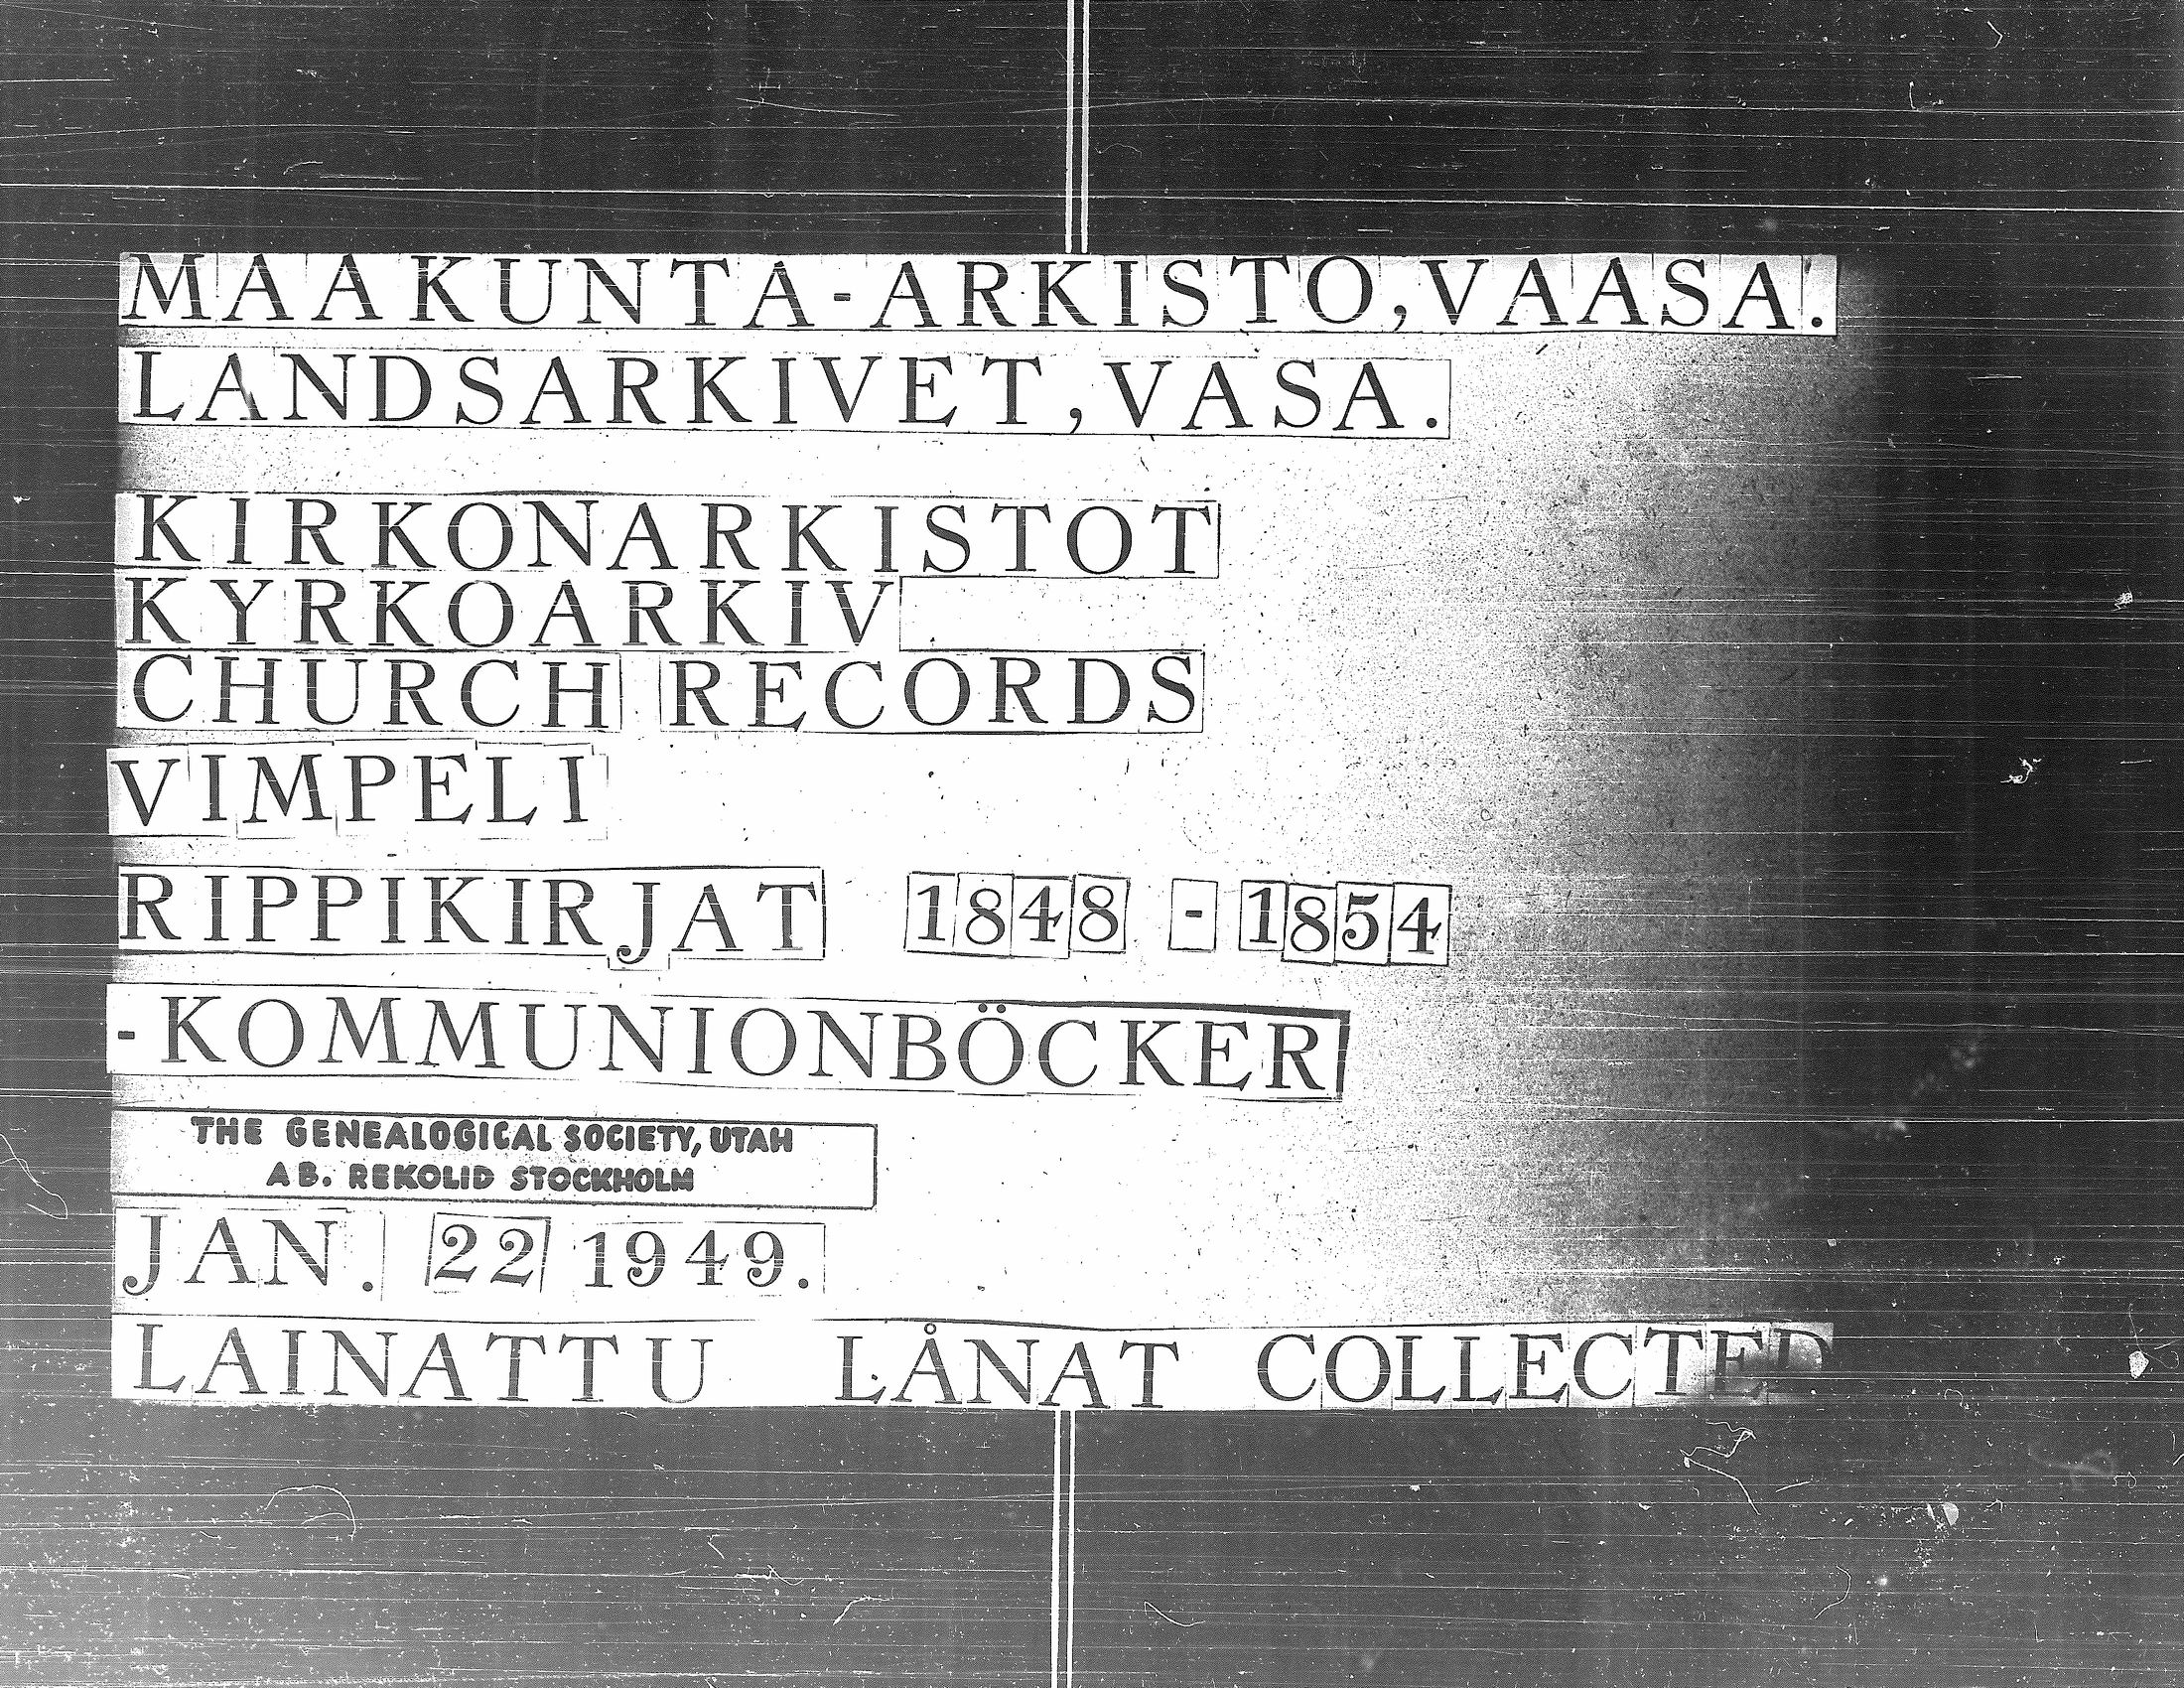 MAAKUNTA-ARKISTO, VAASA.
LANDSARKIVET, VASA.
KIRKONARKISTOT
KYRKOARKIV
CHURCH RECORDS
VIMPELI
RIPPIKIRJAT 1848 - 1854
-KOMMUNIONBÖCKER
THE GENEALOGICAL SOCIETY, UTAH
AB. REKOLID STOCKHOLM
JAN. 22 1949.
LAINATTU LÅNAT COLLECTED